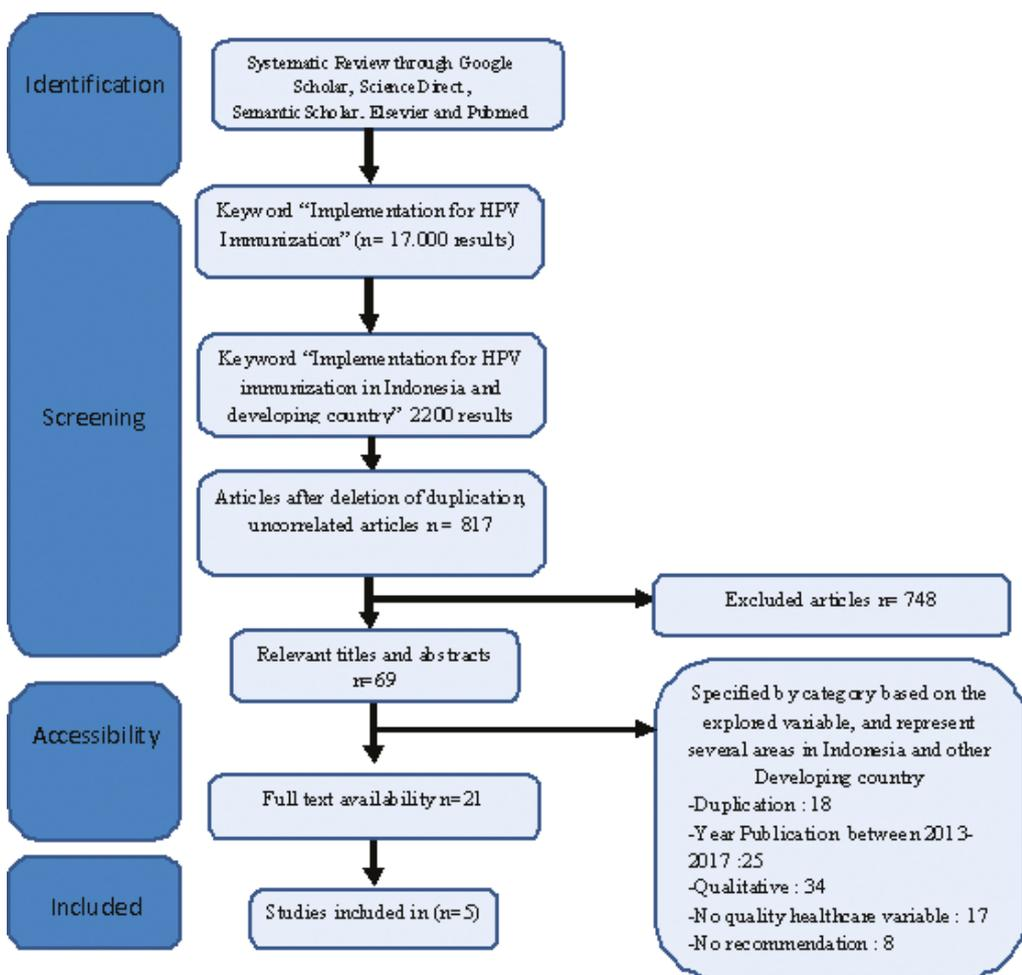 Identification
Systematic Review through Google
Scholar, Science Direct,
Semantic Scholar. Elsevier and Pubmed
Keyword “Implementation for HPV
Immunization” (n= 17.000 results)
Screening
Keyword “Implementation for HPV
immunization in Indonesia and
developing country” 2200 results
Articles after deletion of duplication,
uncorrelated articles n= 817
Excluded articles n= 748
Relevant titles and abstracts
n=69
Accessibility
Specified by category based on the
explored variable, and represent
several areas in Indonesia and other
Developing country
-Duplication : 18
-Year Publication between 2013-
2017 :25
-Qualitative : 34
-No quality healthcare variable : 17
-No recommendation : 8
Full text availability n=21
Included
Studies included in (n=5)